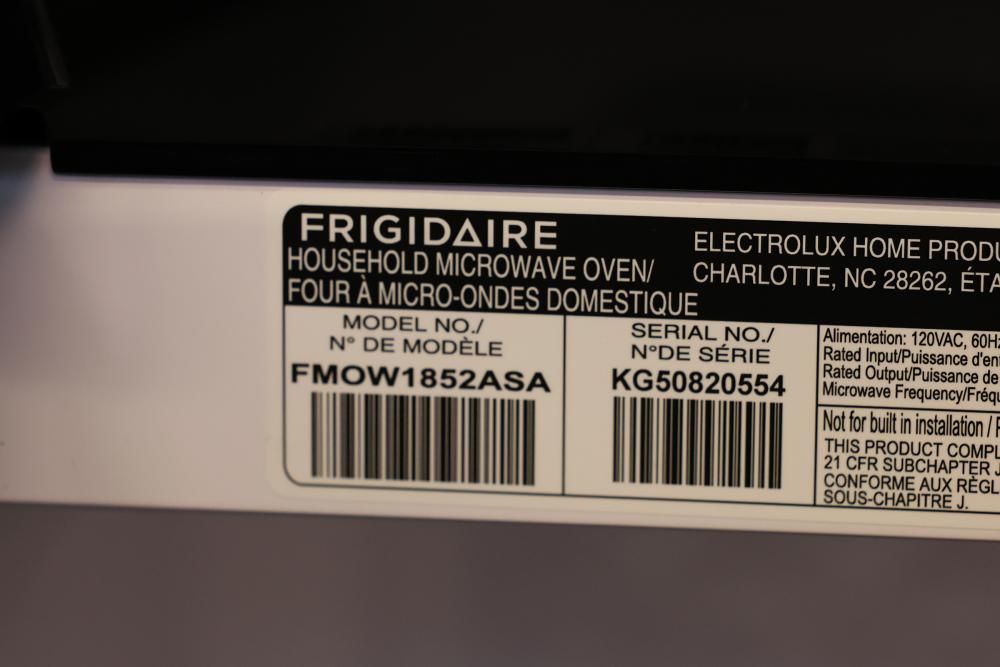 FRIGIDAIRE
HOUSEHOLD MICROWAVE OVEN/
FOUR À MICRO-ONDES DOMESTIQUE
ELECTROLUX HOME PRODU
CHARLOTTE, NC 28262, ÉTA
MODEL NO./
N° DE MODÈLE
FMOW1852ASA
SERIAL NO./
N°DE SÉRIE
KG50820554
Alimentation: 120VAC, 60Hz
Rated Input/Puissance d'en
Rated Output/Puissance de
Microwave Frequency/Fréqu
Not for built in installation /
THIS PRODUCT COMPL
21 CFR SUBCHAPTER J
CONFORME AUX RÈGL
SOUS-CHAPITRE J.